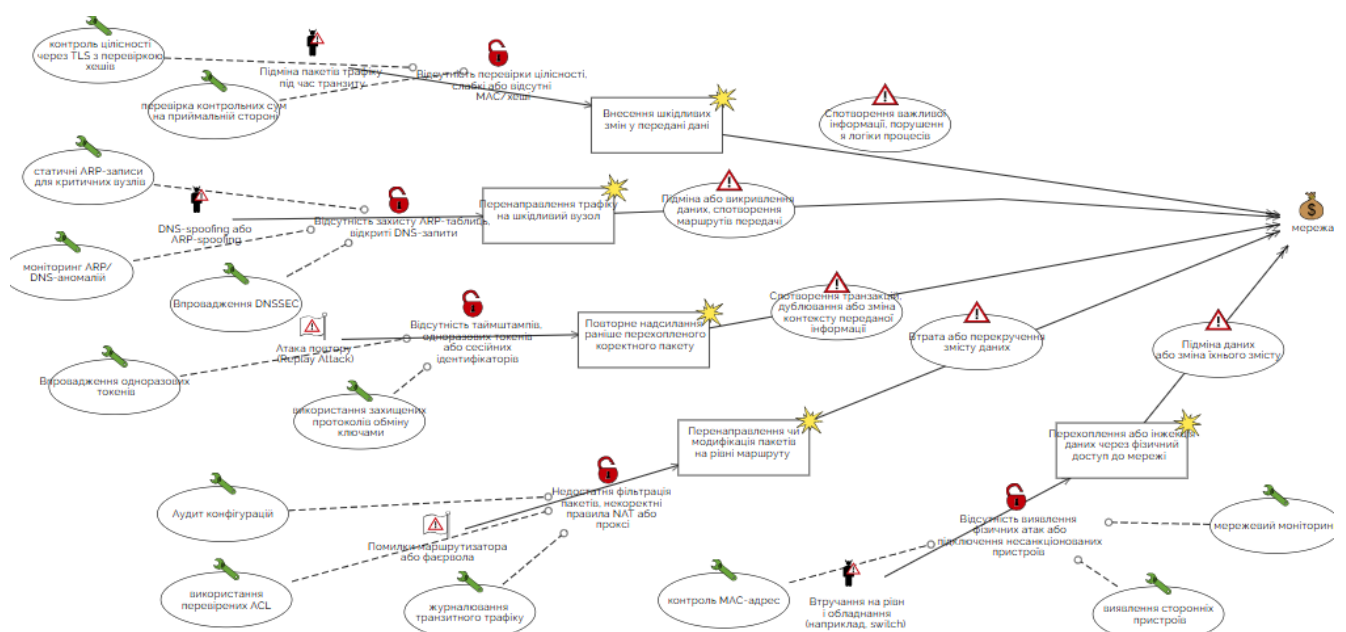 контроль цілісності
через TLS з перевіркою
хешів
Підміна пакетів трафіку
під час транзиту
Відсутність перевірки цілісності,
слабкі або відсутні
MAC/хеші
перевірка контрольних сум
на приймальній стороні
Внесення шкідливих
змін у передані дані
Спотворення важливої
інформації, порушенн
я логіки процесів
статичні ARP-записи
для критичних вузлів
DNS-spoofing або
ARP-spoofing
Відсутність захисту ARP-таблиць,
відкриті DNS-запити
Перенаправлення трафіку
на шкідливий вузол
Підміна або викривлення
даних, спотворення
маршрутів передачі
мережа
моніторинг ARP/
DNS-аномалій
Впровадження DNSSEC
Атака повтору
(Replay Attack)
Відсутність таймштампів,
одноразових токенів
або сесійних
ідентифікаторів
Повторне надсилання
раніше перехопленого
коректного пакету
Спотворення транзакцій,
дублювання або зміна
контексту переданої
інформації
Втрата або перекручення
змісту даних
Підміна даних
або зміна їхнього змісту
Впровадження одноразових
токенів
використання захищених
протоколів обміну
ключами
Перенаправлення чи
модифікація пакетів
на рівні маршруту
Перехоплення або інжекція
даних через фізичний
доступ до мережі
Аудит конфігурацій
Помилки маршрутизатора
або фаєрвола
Недостатня фільтрація
пакетів, некоректні
правила NAT або
проксі
Відсутність виявлення
фізичних атак або
підключення несанкціонованих
пристроїв
мережевий моніторин
використання
перевірених ACL
журналювання
транзитного трафіку
контроль MAC-адрес
Втручання на рівн
і обладнання
(наприклад, switch)
виявлення сторонніх
пристроїв